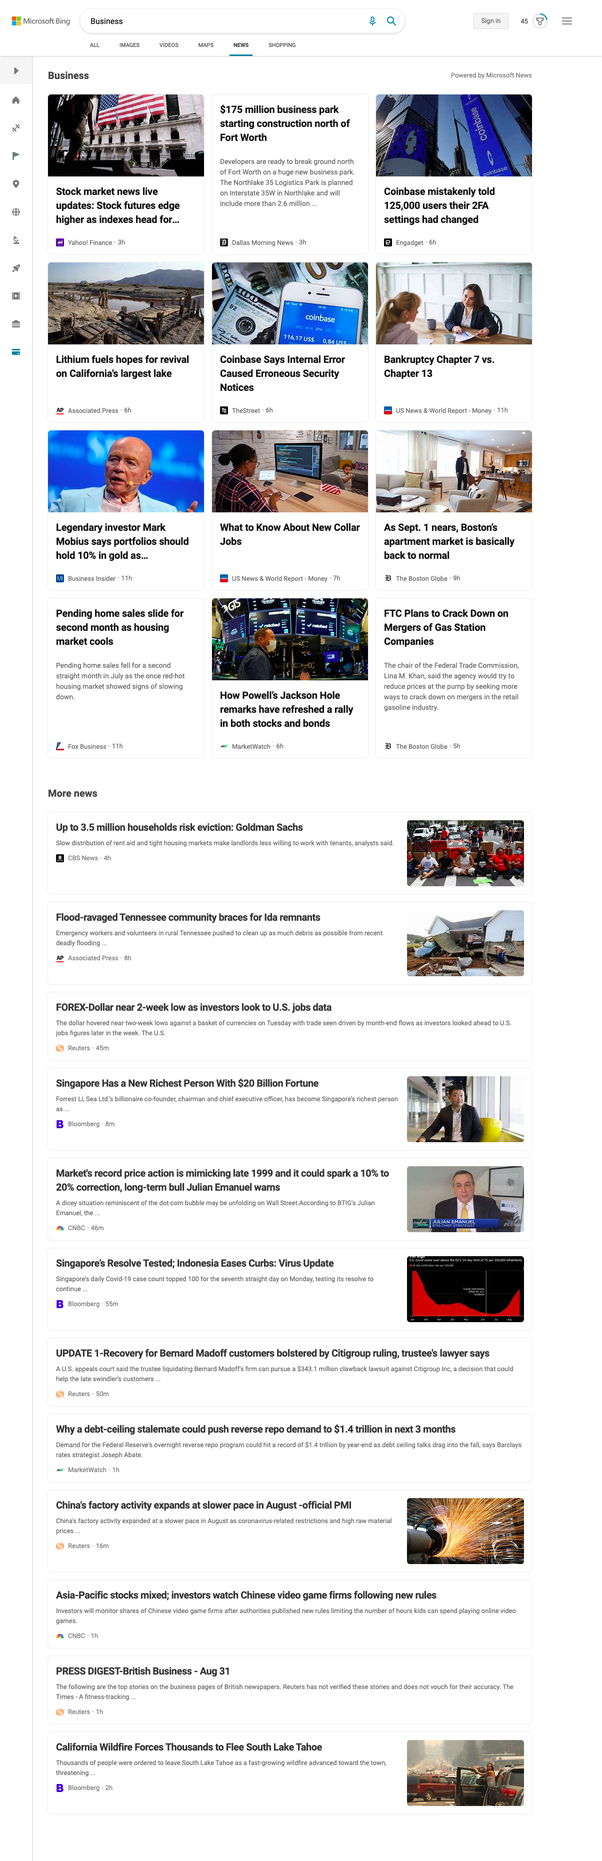 Microsoft Bing
Business
Sign in
45
ALL
IMAGES
VIDEOS
MAPS
NEWS
SHOPPING
Business
Powered by Microsoft News
Stock market news live
updates: Stock futures edge
higher as indexes head for...
Yahoo! Finance · 3h
$175 million business park
starting construction north of
Fort Worth
Developers are ready to break ground north
of Fort Worth on a huge new business park.
The Northlake 35 Logistics Park is planned
on Interstate 35W in Northlake and will
include more than 2.6 million ...
Dallas Morning News · 3h
coinbase
Coinbase mistakenly told
125,000 users their 2FA
settings had changed
Engadget · 6h
Lithium fuels hopes for revival
on California's largest lake
AP
Associated Press · 6h
coinbase
116.17 US$
0.84 US$
Coinbase Says Internal Error
Caused Erroneous Security
Notices
TheStreet · 6h
Bankruptcy Chapter 7 vs.
Chapter 13
US News & World Report - Money · 11h
Legendary investor Mark
Mobius says portfolios should
hold 10% in gold as...
Business Insider · 11h
What to Know About New Collar
Jobs
US News & World Report - Money · 7h
As Sept. 1 nears, Boston's
apartment market is basically
back to normal
The Boston Globe · 9h
Pending home sales slide for
second month as housing
market cools
Pending home sales fell for a second
straight month in July as the once red-hot
housing market showed signs of slowing
down.
Fox Business · 11h
How Powell's Jackson Hole
remarks have refreshed a rally
in both stocks and bonds
MarketWatch · 6h
FTC Plans to Crack Down on
Mergers of Gas Station
Companies
The chair of the Federal Trade Commission,
Lina M. Khan, said the agency would try to
reduce prices at the pump by seeking more
ways to crack down on mergers in the retail
gasoline industry.
The Boston Globe · 5h
More news
Up to 3.5 million households risk eviction: Goldman Sachs
Slow distribution of rent aid and tight housing markets make landlords less willing to work with tenants, analysts said.
CBS News · 4h
Flood-ravaged Tennessee community braces for Ida remnants
Emergency workers and volunteers in rural Tennessee pushed to clean up as much debris as possible from recent
deadly flooding ...
AP
Associated Press · 8h
FOREX-Dollar near 2-week low as investors look to U.S. jobs data
The dollar hovered near two-week lows against a basket of currencies on Tuesday with trade seen driven by month-end flows as investors looked ahead to U.S.
jobs figures later in the week. The U.S.
Reuters · 45m
Singapore Has a New Richest Person With $20 Billion Fortune
Forrest Li, Sea Ltd.'s billionaire co-founder, chairman and chief executive officer, has become Singapore's richest person
as ...
B
Bloomberg · 8m
Market's record price action is mimicking late 1999 and it could spark a 10% to
20% correction, long-term bull Julian Emanuel warns
A dicey situation reminiscent of the dot-com bubble may be unfolding on Wall Street.According to BTIG's Julian
Emanuel, the ...
CNBC · 46m
JULIAN EMANUEL
Singapore's Resolve Tested; Indonesia Eases Curbs: Virus Update
Singapore's daily Covid-19 case count topped 100 for the seventh straight day on Monday, testing its resolve to
continue ...
B
Bloomberg · 55m
UPDATE 1-Recovery for Bernard Madoff customers bolstered by Citigroup ruling, trustee's lawyer says
A U.S. appeals court said the trustee liquidating Bernard Madoff's firm can pursue a $343.1 million clawback lawsuit against Citigroup Inc, a decision that could
help the late swindler's customers ...
Reuters · 50m
Why a debt-ceiling stalemate could push reverse repo demand to $1.4 trillion in next 3 months
Demand for the Federal Reserve's overnight reverse repo program could hit a record of $1.4 trillion by year-end as debt ceiling talks drag into the fall, says Barclays
rates strategist Joseph Abate.
MarketWatch · 1h
China's factory activity expands at slower pace in August -official PMI
China's factory activity expanded at a slower pace in August as coronavirus-related restrictions and high raw material
prices ...
Reuters · 16m
Asia-Pacific stocks mixed; investors watch Chinese video game firms following new rules
Investors will monitor shares of Chinese video game firms after authorities published new rules limiting the number of hours kids can spend playing online video
games.
CNBC · 1h
PRESS DIGEST-British Business - Aug 31
The following are the top stories on the business pages of British newspapers. Reuters has not verified these stories and does not vouch for their accuracy. The
Times - A fitness-tracking ...
Reuters · 1h
California Wildfire Forces Thousands to Flee South Lake Tahoe
Thousands of people were ordered to leave South Lake Tahoe as a fast-growing wildfire advanced toward the town,
threatening ...
B
Bloomberg · 2h